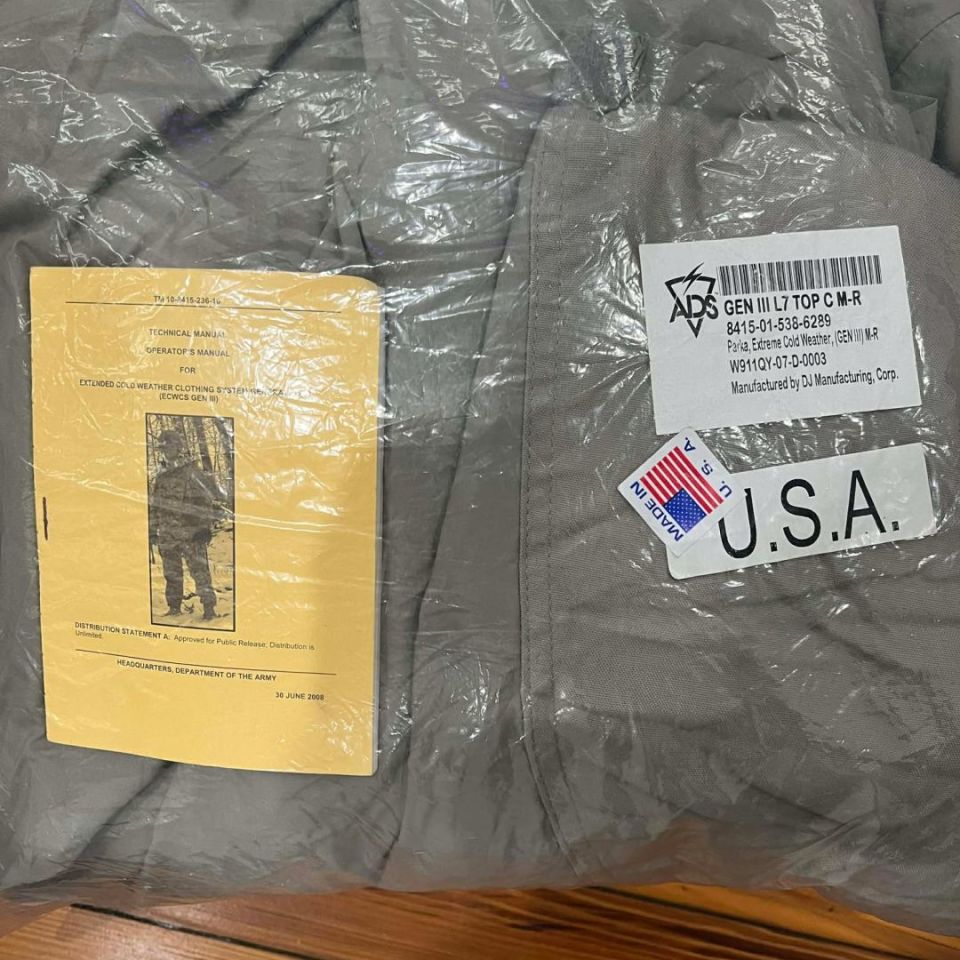 TM 10-8415-236-10
TECHNICAL MANUAL
OPERATOR'S MANUAL
FOR
EXTENDED COLD WEATHER CLOTHING SYSTEM
(ECWCS GEN III)
DISTRIBUTION STATEMENT A: Approved for Public Release; Distribution is
Unlimited.
HEADQUARTERS, DEPARTMENT OF THE ARMY
30 JUNE 2008
ADS
GEN III L7 TOP C M-R
8415-01-538-6289
Parka, Extreme Cold Weather, (GEN III) M-R
W911QY-07-D-0003
Manufactured by DJ Manufacturing, Corp.
MADE IN
U. S. A.
U.S.A.